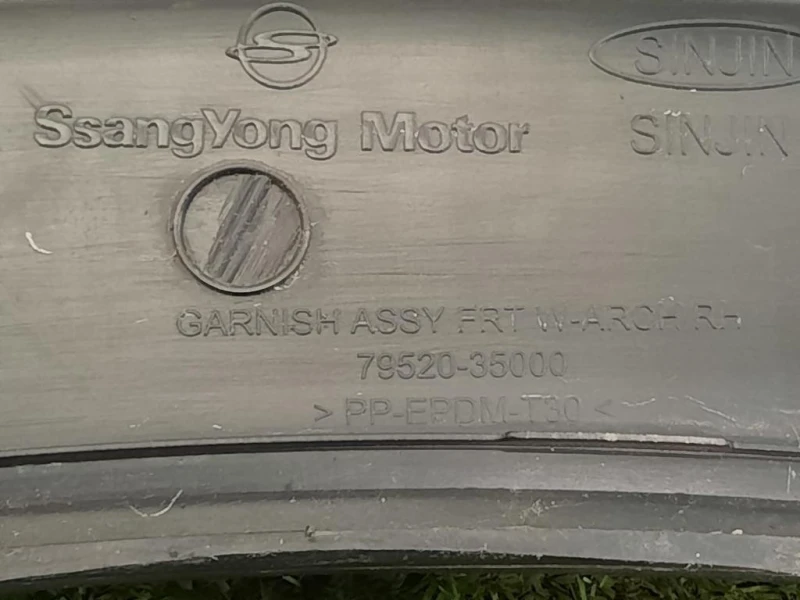 SINJIN
SsangYong Motor
SINJIN
GARNISH ASSY FRT W-ARCH RH
79520-35000
> PP-EPDM-T30 <